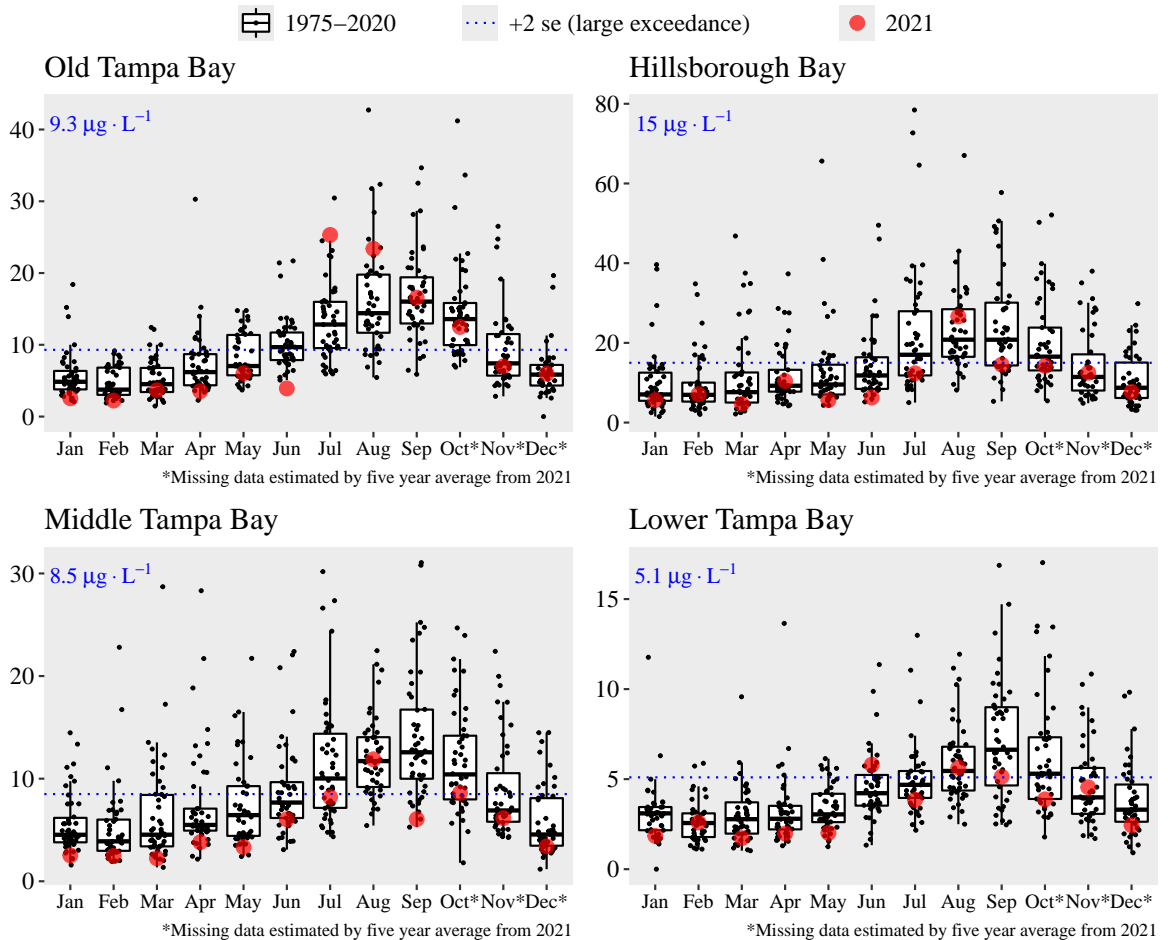 1975–2020 +2 se (large exceedance) 2021
Old Tampa Bay
9.3 µg · L⁻¹
40
30
20
10
0
Jan Feb Mar Apr May Jun Jul Aug Sep Oct* Nov* Dec*
*Missing data estimated by five year average from 2021
Hillsborough Bay
15 µg · L⁻¹
80
60
40
20
0
Jan Feb Mar Apr May Jun Jul Aug Sep Oct* Nov* Dec*
*Missing data estimated by five year average from 2021
Middle Tampa Bay
8.5 µg · L⁻¹
30
20
10
0
Jan Feb Mar Apr May Jun Jul Aug Sep Oct* Nov* Dec*
*Missing data estimated by five year average from 2021
Lower Tampa Bay
5.1 µg · L⁻¹
15
10
5
0
Jan Feb Mar Apr May Jun Jul Aug Sep Oct* Nov* Dec*
*Missing data estimated by five year average from 2021